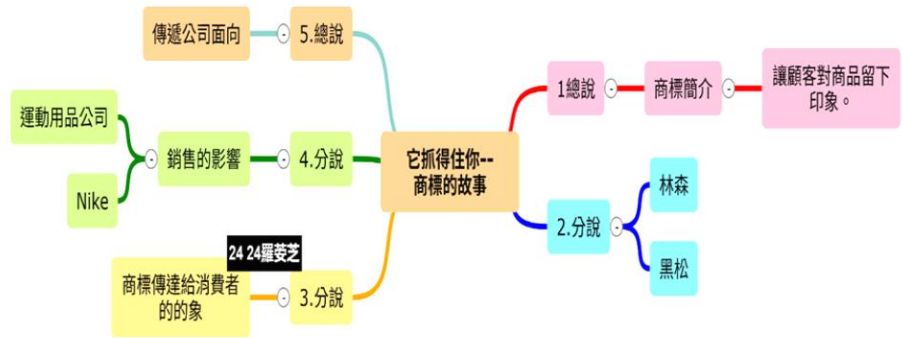 它抓得住你--
商標的故事
1總說
商標簡介
讓顧客對商品留下
印象。
2.分說
林森
黑松
24 24羅荽芝
3.分說
商標傳達給消費者
的的象
4.分說
銷售的影響
運動用品公司
Nike
5.總說
傳遞公司面向